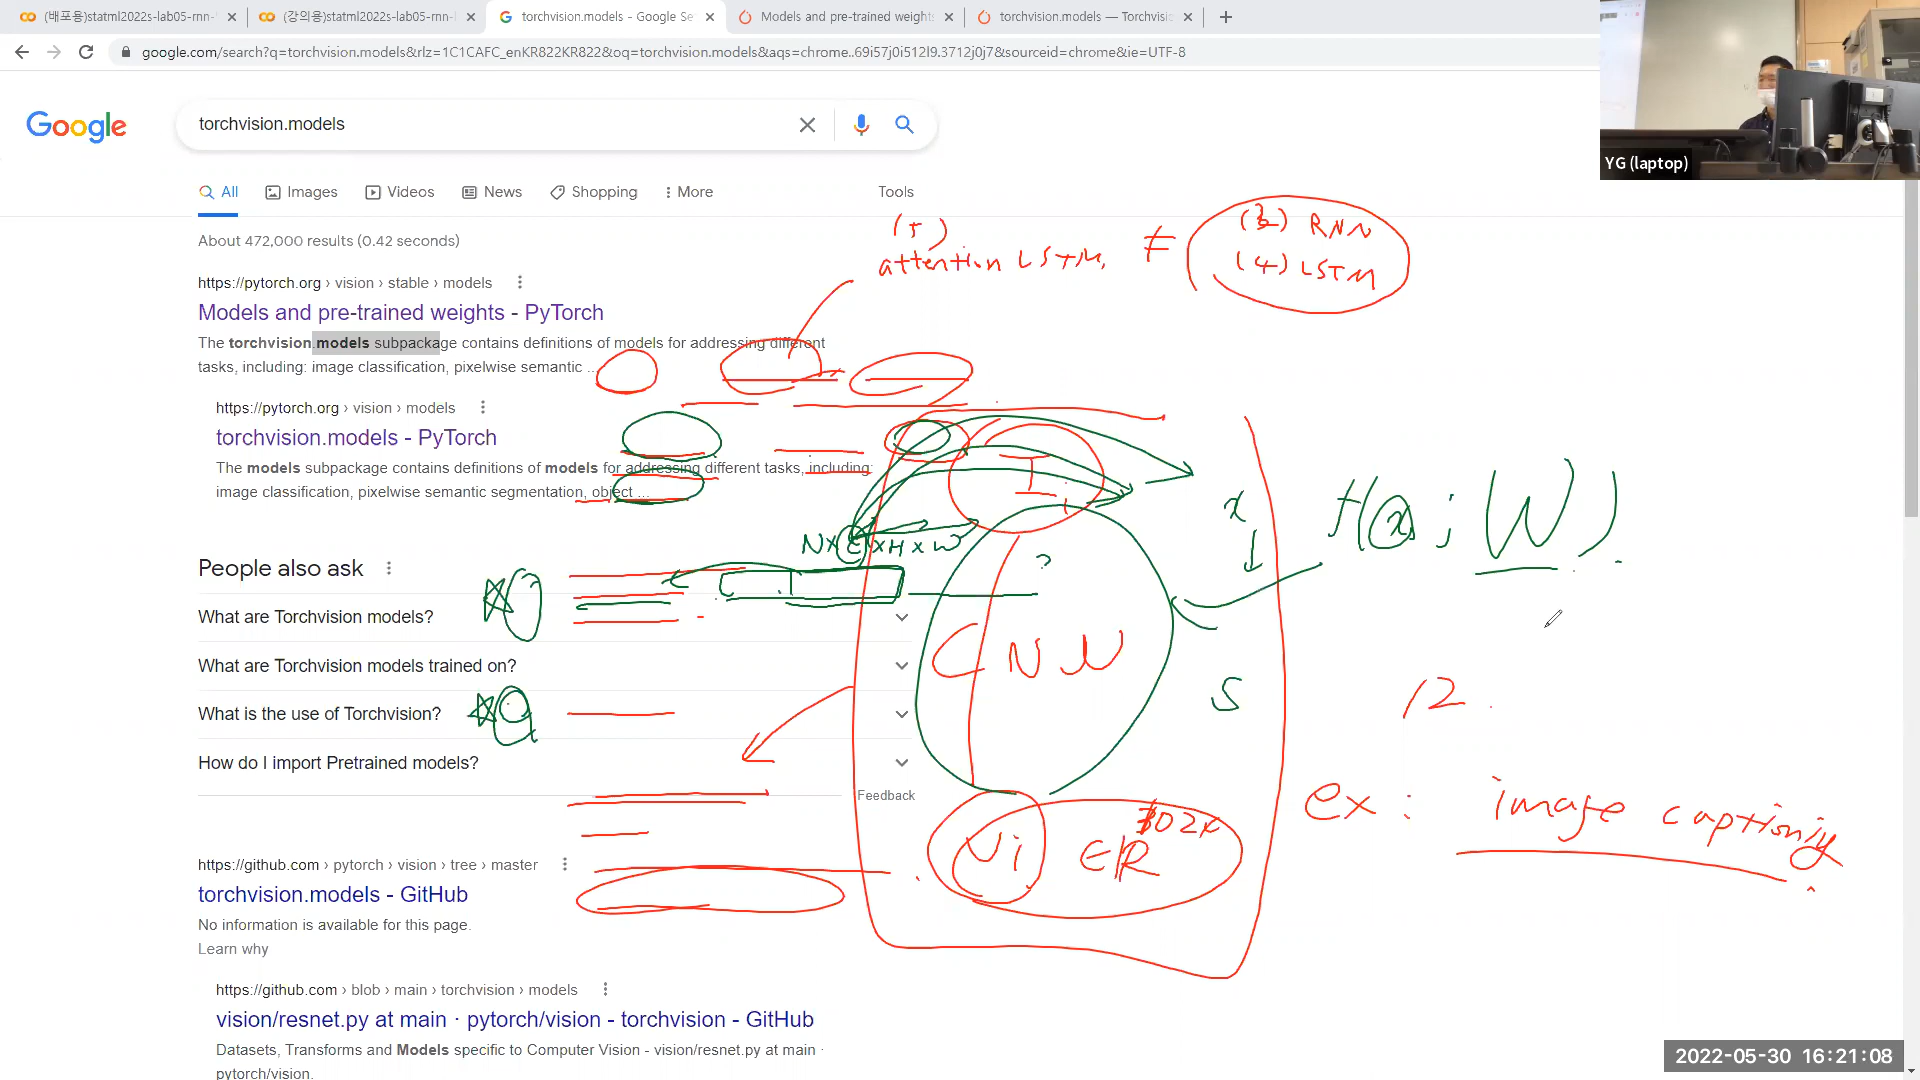 (배포용)statml2022s-lab05-rnn-
(강의용)statml2022s-lab05-rnn-l
torchvision.models - Google Se
Models and pre-trained weights
torchvision.models — Torchvisio
google.com/search?q=torchvision.models&rlz=1C1CAFC_enKR822KR822&oq=torchvision.models&aqs=chrome..69i57j0i512l9.3712j0j7&sourceid=chrome&ie=UTF-8
YG (laptop)
Google
torchvision.models
All Images Videos News Shopping More Tools
About 472,000 results (0.42 seconds)
(5)
attention LSTM, ≠
(3) RNN
(4) LSTM
https://pytorch.org › vision › stable › models
Models and pre-trained weights - PyTorch
The torchvision.models subpackage contains definitions of models for addressing different
tasks, including: image classification, pixelwise semantic ...
https://pytorch.org › vision › models
torchvision.models - PyTorch
The models subpackage contains definitions of models for addressing different tasks, including:
image classification, pixelwise semantic segmentation, object ...
I
x
f(x; W).
N x C x H x W
?
People also ask
What are Torchvision models?
What are Torchvision models trained on?
What is the use of Torchvision?
How do I import Pretrained models?
Feedback
CNN
S
12.
ex: image captioning
Vi ∈ R
https://github.com › pytorch › vision › tree › master
torchvision.models - GitHub
No information is available for this page.
Learn why
https://github.com › blob › main › torchvision › models
vision/resnet.py at main · pytorch/vision - torchvision - GitHub
Datasets, Transforms and Models specific to Computer Vision - vision/resnet.py at main ·
pytorch/vision.
2022-05-30 16:21:08